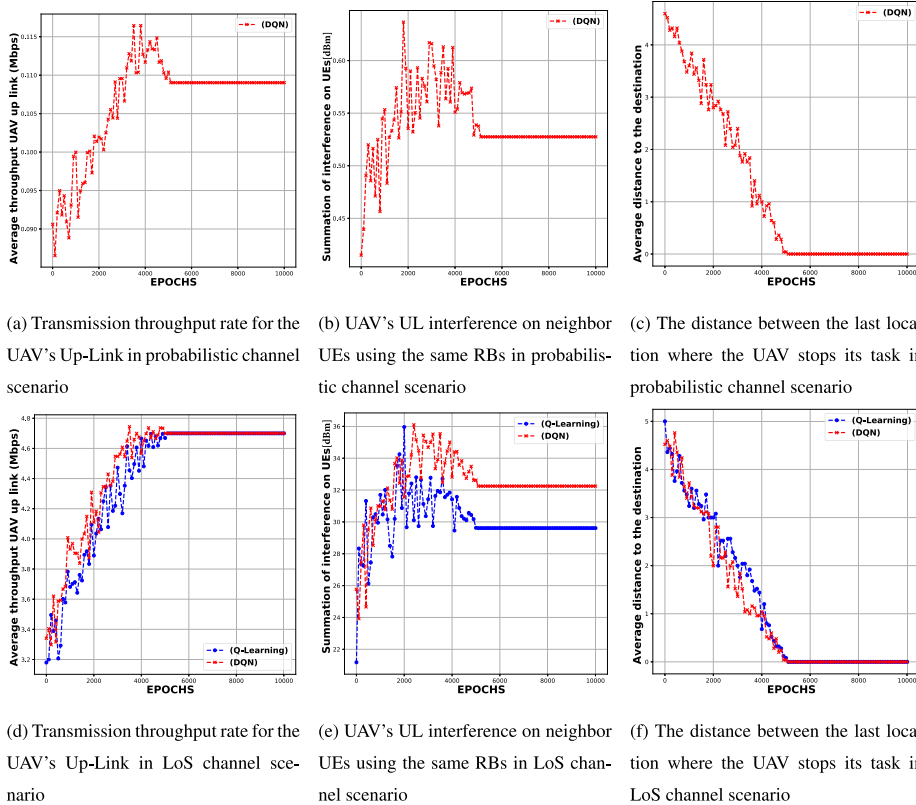 Average throughput UAV up link (Mbps)
0.115
0.110
0.105
0.100
0.095
0.090
0 2000 4000 6000 8000 10000
EPOCHS
(DQN)
Summation of interference on UEs[dBm]
0.60
0.55
0.50
0.45
0 2000 4000 6000 8000 10000
EPOCHS
(DQN)
Average distance to the destination
4
3
2
1
0
0 2000 4000 6000 8000 10000
EPOCHS
(DQN)
(a) Transmission throughput rate for the
UAV's Up-Link in probabilistic channel
scenario
(b) UAV's UL interference on neighbor
UEs using the same RBs in probabilis-
tic channel scenario
(c) The distance between the last loca-
tion where the UAV stops its task in
probabilistic channel scenario
Average throughput UAV up link (Mbps)
4.8
4.6
4.4
4.2
4.0
3.8
3.6
3.4
3.2
0 2000 4000 6000 8000 10000
EPOCHS
(Q-Learning)
(DQN)
Summation of interference on UEs[dBm]
36
34
32
30
28
26
24
22
0 2000 4000 6000 8000 10000
EPOCHS
(Q-Learning)
(DQN)
Average distance to the destination
5
4
3
2
1
0
0 2000 4000 6000 8000 10000
EPOCHS
(Q-Learning)
(DQN)
(d) Transmission throughput rate for the
UAV's Up-Link in LoS channel sce-
nario
(e) UAV's UL interference on neighbor
UEs using the same RBs in LoS chan-
nel scenario
(f) The distance between the last loca-
tion where the UAV stops its task in
LoS channel scenario